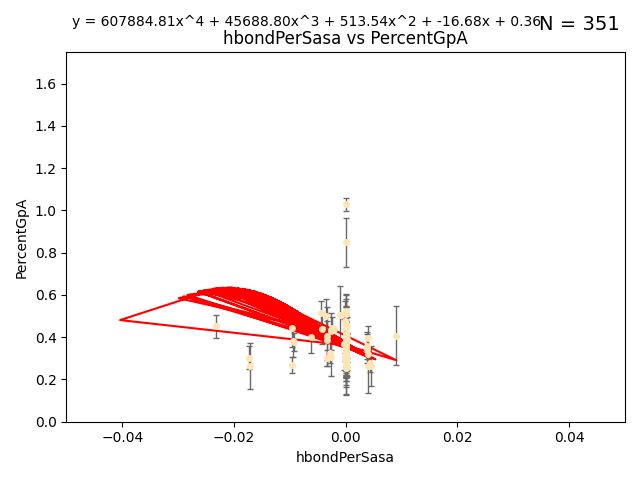 y = 607884.81x^4 + 45688.80x^3 + 513.54x^2 + -16.68x + 0.36
N = 351
hbondPerSasa vs PercentGpA
1.6
1.4
1.2
1.0
0.8
0.6
0.4
0.2
0.0
PercentGpA
−0.04 −0.02 0.00 0.02 0.04
hbondPerSasa